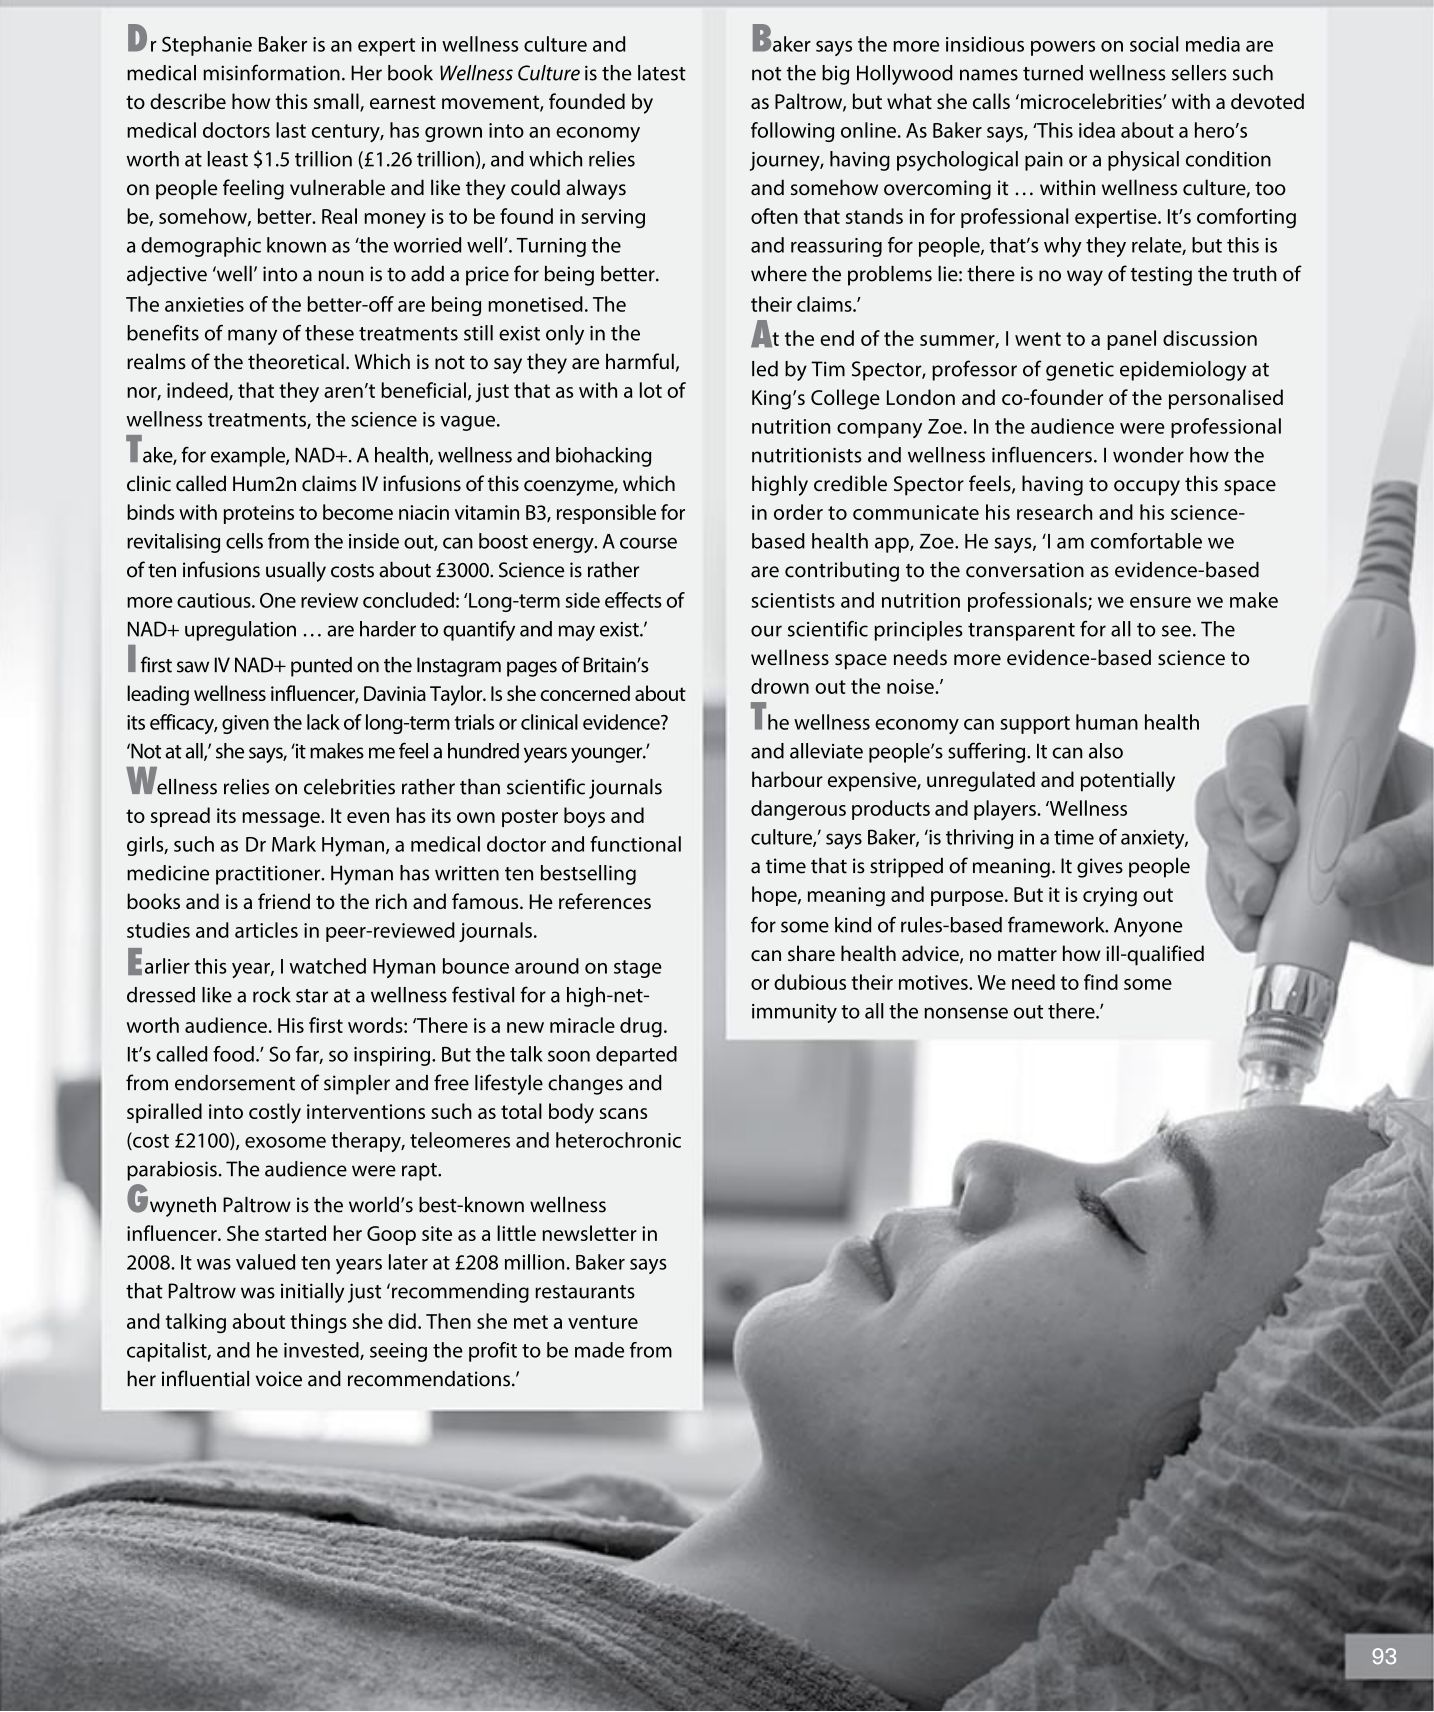 Dr Stephanie Baker is an expert in wellness culture and
medical misinformation. Her book Wellness Culture is the latest
to describe how this small, earnest movement, founded by
medical doctors last century, has grown into an economy
worth at least $1.5 trillion (£1.26 trillion), and which relies
on people feeling vulnerable and like they could always
be, somehow, better. Real money is to be found in serving
a demographic known as ‘the worried well’. Turning the
adjective ‘well’ into a noun is to add a price for being better.
The anxieties of the better-off are being monetised. The
benefits of many of these treatments still exist only in the
realms of the theoretical. Which is not to say they are harmful,
nor, indeed, that they aren’t beneficial, just that as with a lot of
wellness treatments, the science is vague.
Take, for example, NAD+. A health, wellness and biohacking
clinic called Hum2n claims IV infusions of this coenzyme, which
binds with proteins to become niacin vitamin B3, responsible for
revitalising cells from the inside out, can boost energy. A course
of ten infusions usually costs about £3000. Science is rather
more cautious. One review concluded: ‘Long-term side effects of
NAD+ upregulation … are harder to quantify and may exist.’
I first saw IV NAD+ punted on the Instagram pages of Britain’s
leading wellness influencer, Davinia Taylor. Is she concerned about
its efficacy, given the lack of long-term trials or clinical evidence?
‘Not at all,’ she says, ‘it makes me feel a hundred years younger.’
Wellness relies on celebrities rather than scientific journals
to spread its message. It even has its own poster boys and
girls, such as Dr Mark Hyman, a medical doctor and functional
medicine practitioner. Hyman has written ten bestselling
books and is a friend to the rich and famous. He references
studies and articles in peer-reviewed journals.
Earlier this year, I watched Hyman bounce around on stage
dressed like a rock star at a wellness festival for a high-net-
worth audience. His first words: ‘There is a new miracle drug.
It’s called food.’ So far, so inspiring. But the talk soon departed
from endorsement of simpler and free lifestyle changes and
spiralled into costly interventions such as total body scans
(cost £2100), exosome therapy, teleomeres and heterochronic
parabiosis. The audience were rapt.
Gwyneth Paltrow is the world’s best-known wellness
influencer. She started her Goop site as a little newsletter in
2008. It was valued ten years later at £208 million. Baker says
that Paltrow was initially just ‘recommending restaurants
and talking about things she did. Then she met a venture
capitalist, and he invested, seeing the profit to be made from
her influential voice and recommendations.’
Baker says the more insidious powers on social media are
not the big Hollywood names turned wellness sellers such
as Paltrow, but what she calls ‘microcelebrities’ with a devoted
following online. As Baker says, ‘This idea about a hero’s
journey, having psychological pain or a physical condition
and somehow overcoming it … within wellness culture, too
often that stands in for professional expertise. It’s comforting
and reassuring for people, that’s why they relate, but this is
where the problems lie: there is no way of testing the truth of
their claims.’
At the end of the summer, I went to a panel discussion
led by Tim Spector, professor of genetic epidemiology at
King’s College London and co-founder of the personalised
nutrition company Zoe. In the audience were professional
nutritionists and wellness influencers. I wonder how the
highly credible Spector feels, having to occupy this space
in order to communicate his research and his science-
based health app, Zoe. He says, ‘I am comfortable we
are contributing to the conversation as evidence-based
scientists and nutrition professionals; we ensure we make
our scientific principles transparent for all to see. The
wellness space needs more evidence-based science to
drown out the noise.’
The wellness economy can support human health
and alleviate people’s suffering. It can also
harbour expensive, unregulated and potentially
dangerous products and players. ‘Wellness
culture,’ says Baker, ‘is thriving in a time of anxiety,
a time that is stripped of meaning. It gives people
hope, meaning and purpose. But it is crying out
for some kind of rules-based framework. Anyone
can share health advice, no matter how ill-qualified
or dubious their motives. We need to find some
immunity to all the nonsense out there.’
93